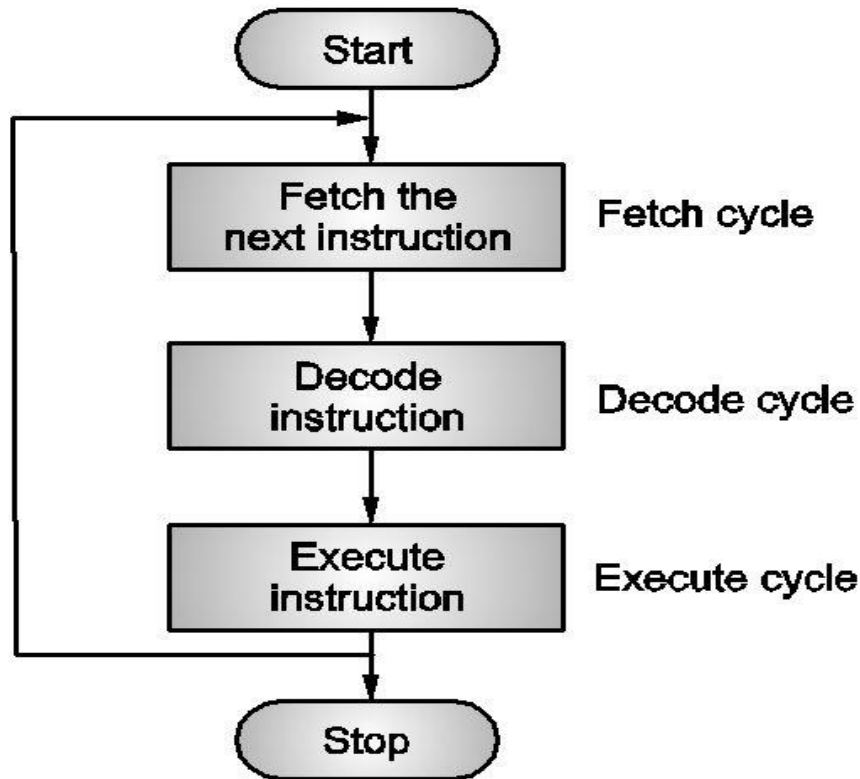 Start
Fetch the
next instruction
Fetch cycle
Decode
instruction
Decode cycle
Execute
instruction
Execute cycle
Stop